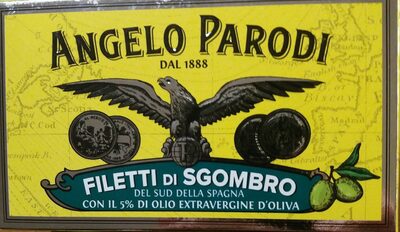 ANGELO PARODI
DAL 1888
FILETTI DI SGOMBRO
DEL SUD DELLA SPAGNA
CON IL 5% DI OLIO EXTRAVERGINE D'OLIVA